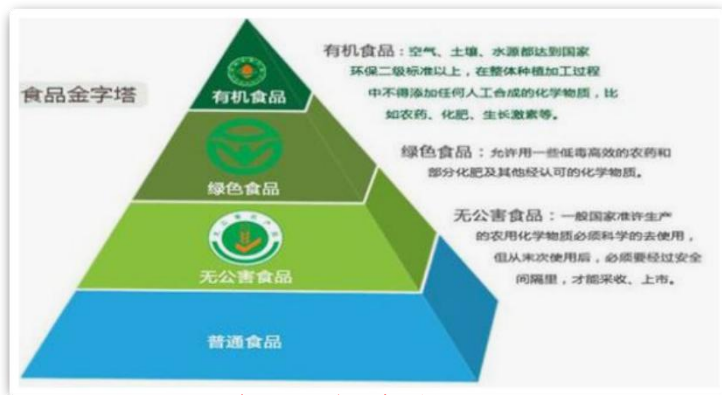 食品金字塔
有机食品：空气、土壤、水源都达到国家
环保二级标准以上，在整体种植加工过程
中不得添加任何人工合成的化学物质，比
如农药、化肥、生长激素等。
有机食品
绿色食品：允许用一些低毒高效的农药和
部分化肥及其他经认可的化学物质。
绿色食品
无公害食品：一般国家准许生产
的农用化学物质必须科学的去使用，
但从末次使用后，必须要经过安全
间隔里，才能采收、上市。
无公害食品
普通食品